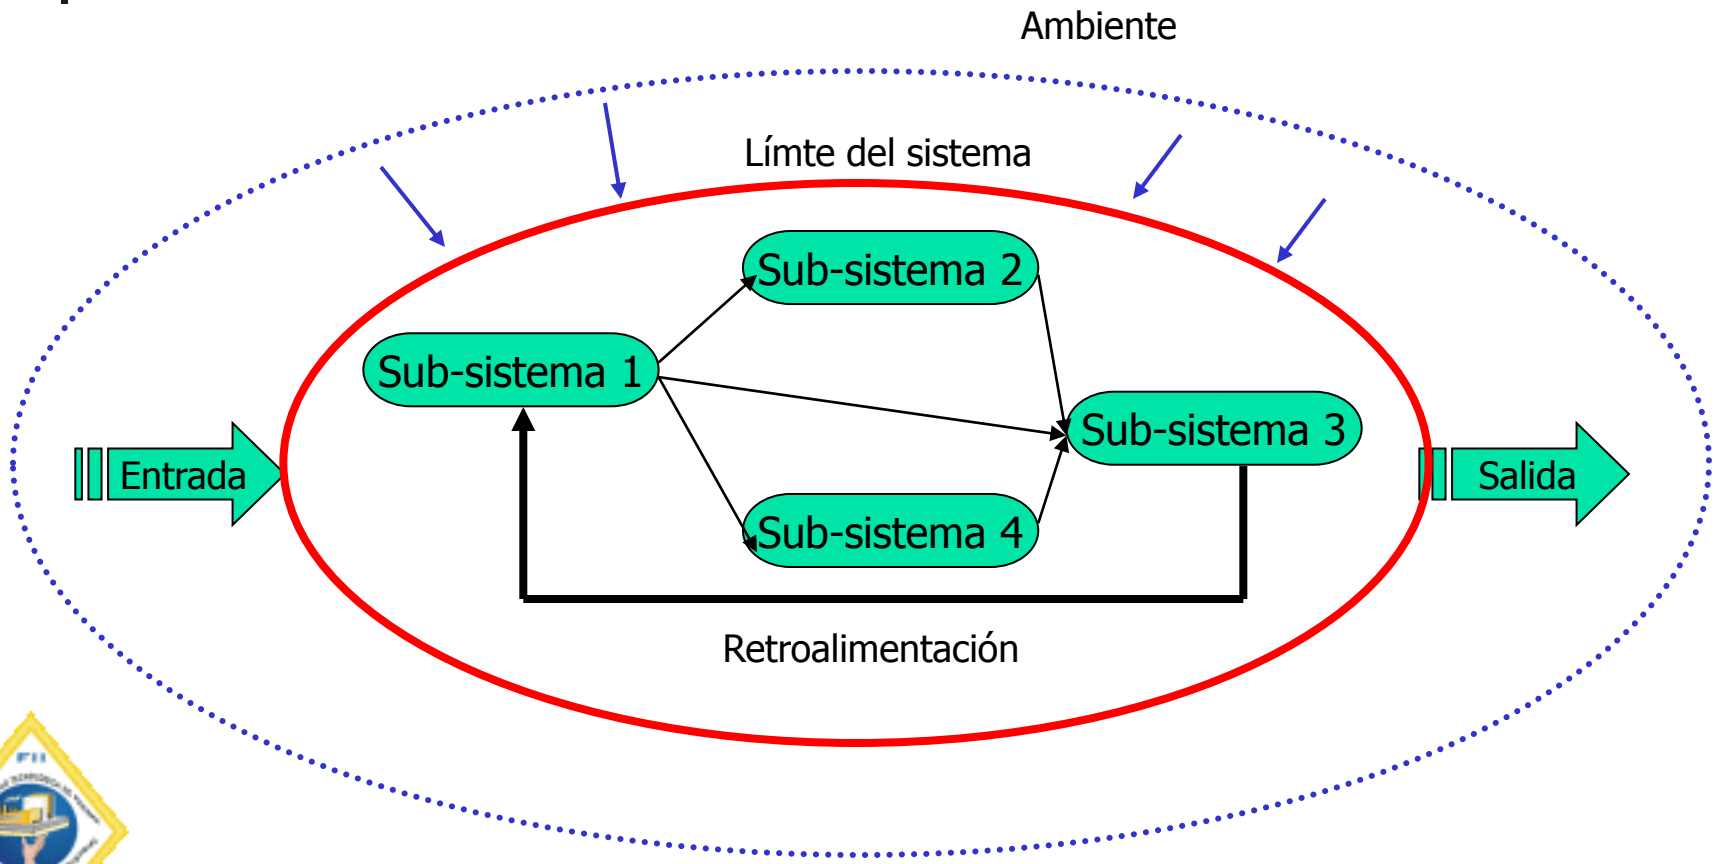 Ambiente
Límte del sistema
Sub-sistema 2
Sub-sistema 1
Sub-sistema 3
Entrada
Salida
Sub-sistema 4
Retroalimentación